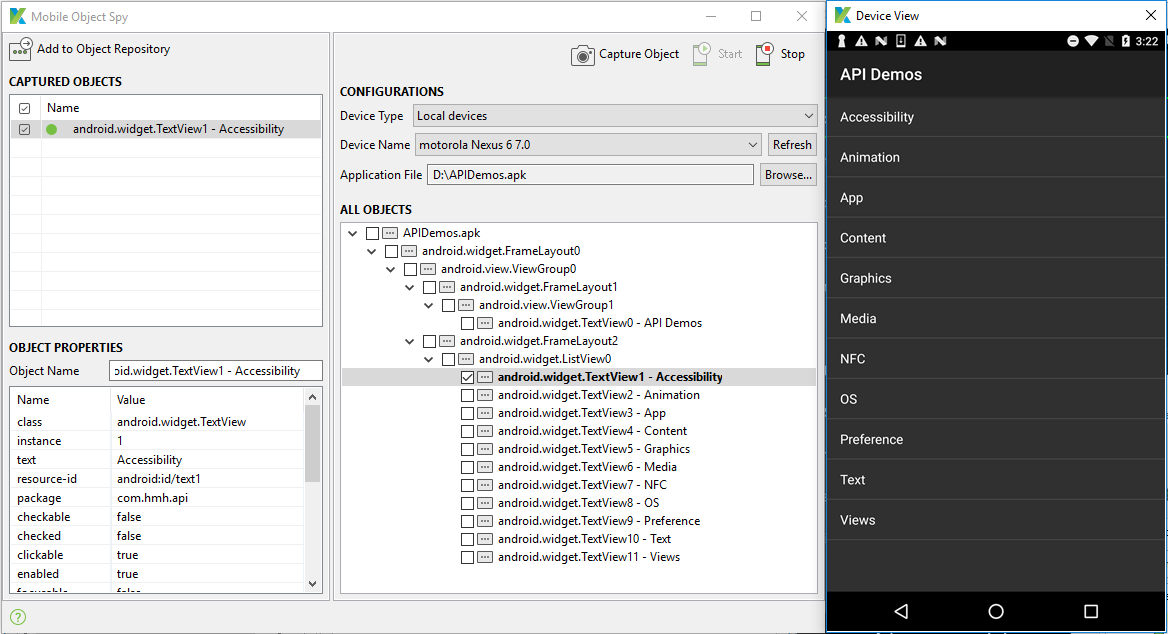 Mobile Object Spy
Add to Object Repository
CAPTURED OBJECTS
Name
android.widget.TextView1 - Accessibility
OBJECT PROPERTIES
Object Name
oid.widget.TextView1 - Accessibility
Name Value
class android.widget.TextView
instance 1
text Accessibility
resource-id android:id/text1
package com.hmh.api
checkable false
checked false
clickable true
enabled true
focusable false
?
Capture Object Start Stop
CONFIGURATIONS
Device Type Local devices
Device Name motorola Nexus 6 7.0 Refresh
Application File D:\APIDemos.apk Browse...
ALL OBJECTS
APIDemos.apk
android.widget.FrameLayout0
android.view.ViewGroup0
android.widget.FrameLayout1
android.view.ViewGroup1
android.widget.TextView0 - API Demos
android.widget.FrameLayout2
android.widget.ListView0
android.widget.TextView1 - Accessibility
android.widget.TextView2 - Animation
android.widget.TextView3 - App
android.widget.TextView4 - Content
android.widget.TextView5 - Graphics
android.widget.TextView6 - Media
android.widget.TextView7 - NFC
android.widget.TextView8 - OS
android.widget.TextView9 - Preference
android.widget.TextView10 - Text
android.widget.TextView11 - Views
Device View
3:22
API Demos
Accessibility
Animation
App
Content
Graphics
Media
NFC
OS
Preference
Text
Views